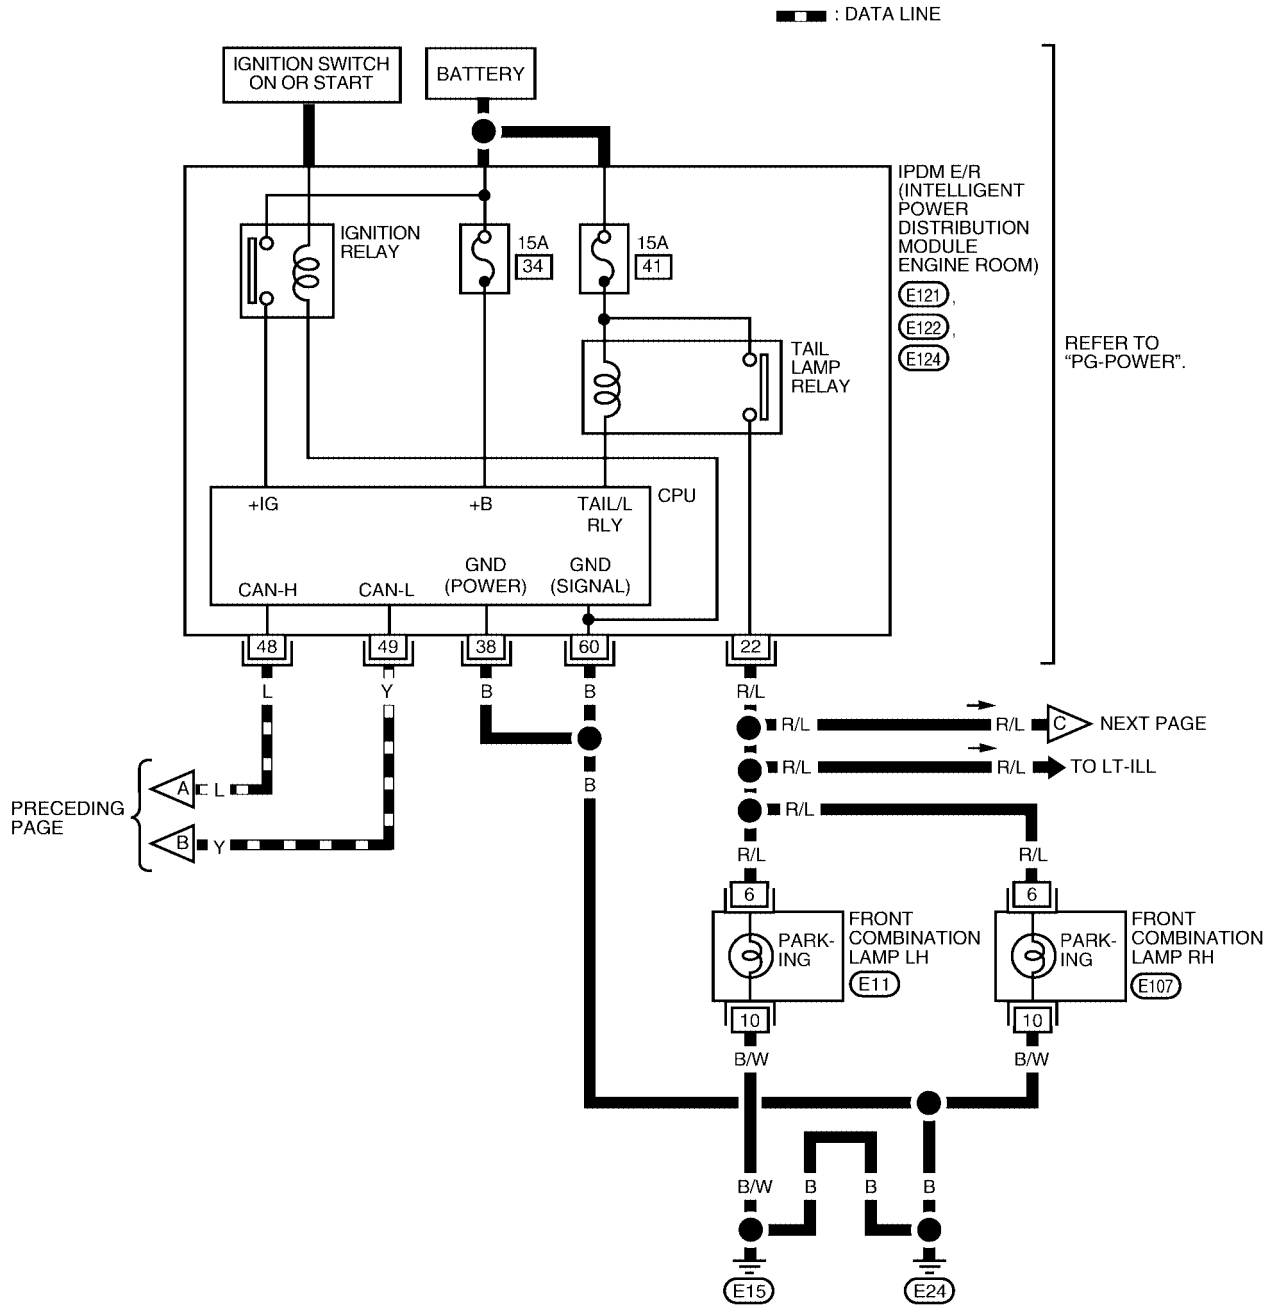 : DATA LINE
IGNITION SWITCH
ON OR START
BATTERY
IPDM E/R
(INTELLIGENT
POWER
DISTRIBUTION
MODULE
ENGINE ROOM)
E121 ,
E122 ,
E124
REFER TO
“PG-POWER”.
IGNITION
RELAY
15A
34
15A
41
TAIL
LAMP
RELAY
CPU
+IG
+B
TAIL/L
RLY
CAN-H
CAN-L
GND
(POWER)
GND
(SIGNAL)
48
49
38
60
22
L
Y
B
B
R/L
R/L
R/L
C
NEXT PAGE
R/L
R/L
TO LT-ILL
PRECEDING
PAGE
A
L
B
Y
B
R/L
R/L
R/L
6
6
PARK-
ING
FRONT
COMBINATION
LAMP LH
E11
PARK-
ING
FRONT
COMBINATION
LAMP RH
E107
10
10
B/W
B/W
B/W
B
B
B
E15
E24